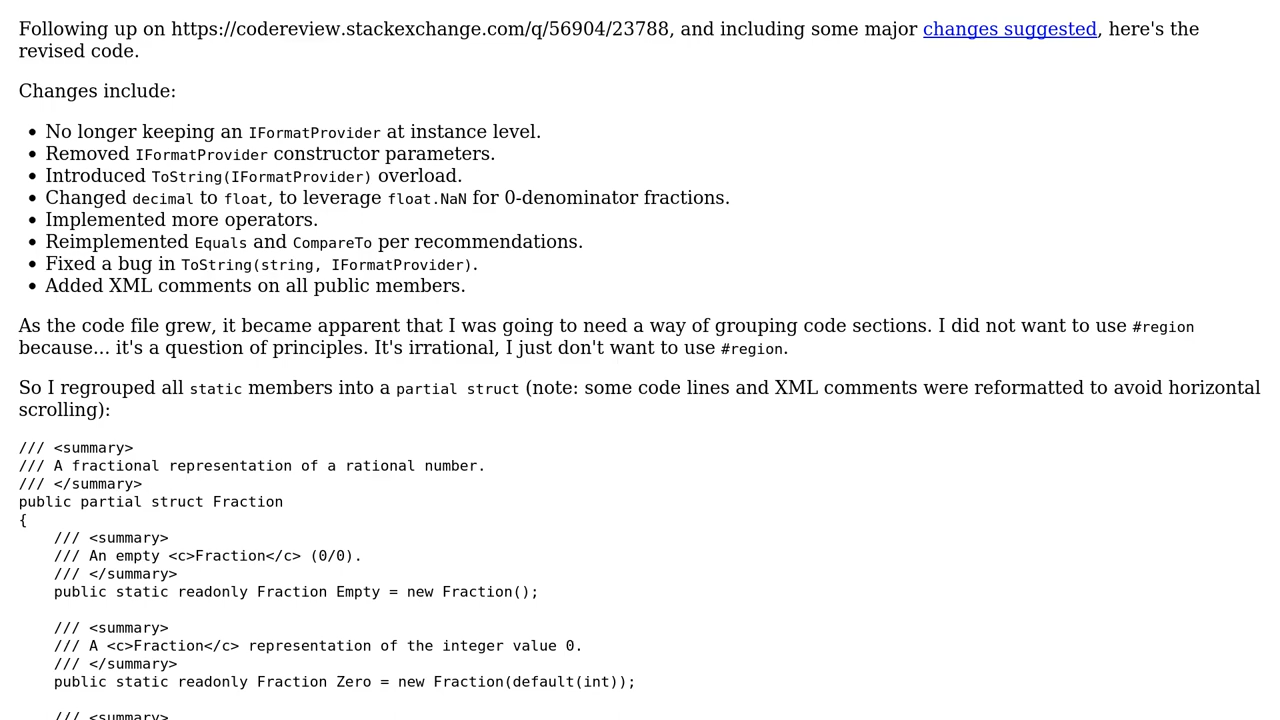 Following up on https://codereview.stackexchange.com/q/56904/23788, and including some major changes suggested, here's the
revised code.
Changes include:
• No longer keeping an IFormatProvider at instance level.
• Removed IFormatProvider constructor parameters.
• Introduced ToString(IFormatProvider) overload.
• Changed decimal to float, to leverage float.NaN for 0-denominator fractions.
• Implemented more operators.
• Reimplemented Equals and CompareTo per recommendations.
• Fixed a bug in ToString(string, IFormatProvider).
• Added XML comments on all public members.
As the code file grew, it became apparent that I was going to need a way of grouping code sections. I did not want to use #region
because... it's a question of principles. It's irrational, I just don't want to use #region.
So I regrouped all static members into a partial struct (note: some code lines and XML comments were reformatted to avoid horizontal
scrolling):
/// <summary>
/// A fractional representation of a rational number.
/// </summary>
public partial struct Fraction
{
    /// <summary>
    /// An empty <c>Fraction</c> (0/0).
    /// </summary>
    public static readonly Fraction Empty = new Fraction();
    /// <summary>
    /// A <c>Fraction</c> representation of the integer value 0.
    /// </summary>
    public static readonly Fraction Zero = new Fraction(default(int));
    /// <summary>